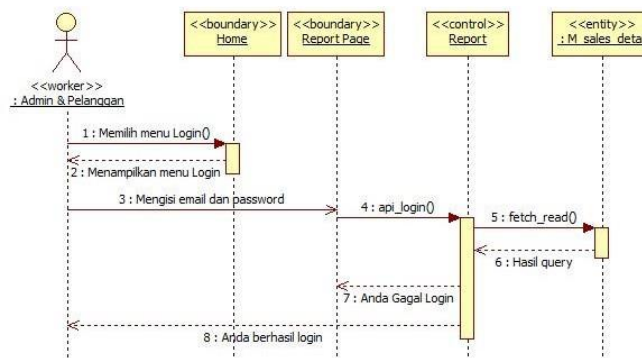 <<boundary>>
Home
<<boundary>>
Report Page
<<control>>
Report
<<entity>>
: M_sales_deta
<<worker>>
: Admin & Pelanggan
1 : Memilih menu Login()
2 : Menampilkan menu Login
3 : Mengisi email dan password
4 : api_login()
5 : fetch_read()
6 : Hasil query
7 : Anda Gagal Login
8 : Anda berhasil login